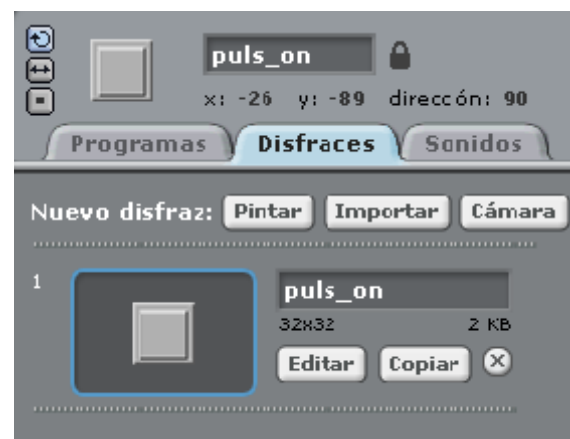 puls_on
x: -26 y: -89 direccón: 90
Programas Disfraces Sonidos
Nuevo disfraz: Pintar Importar Cámara
1
puls_on
32x32 2 KB
Editar Copiar